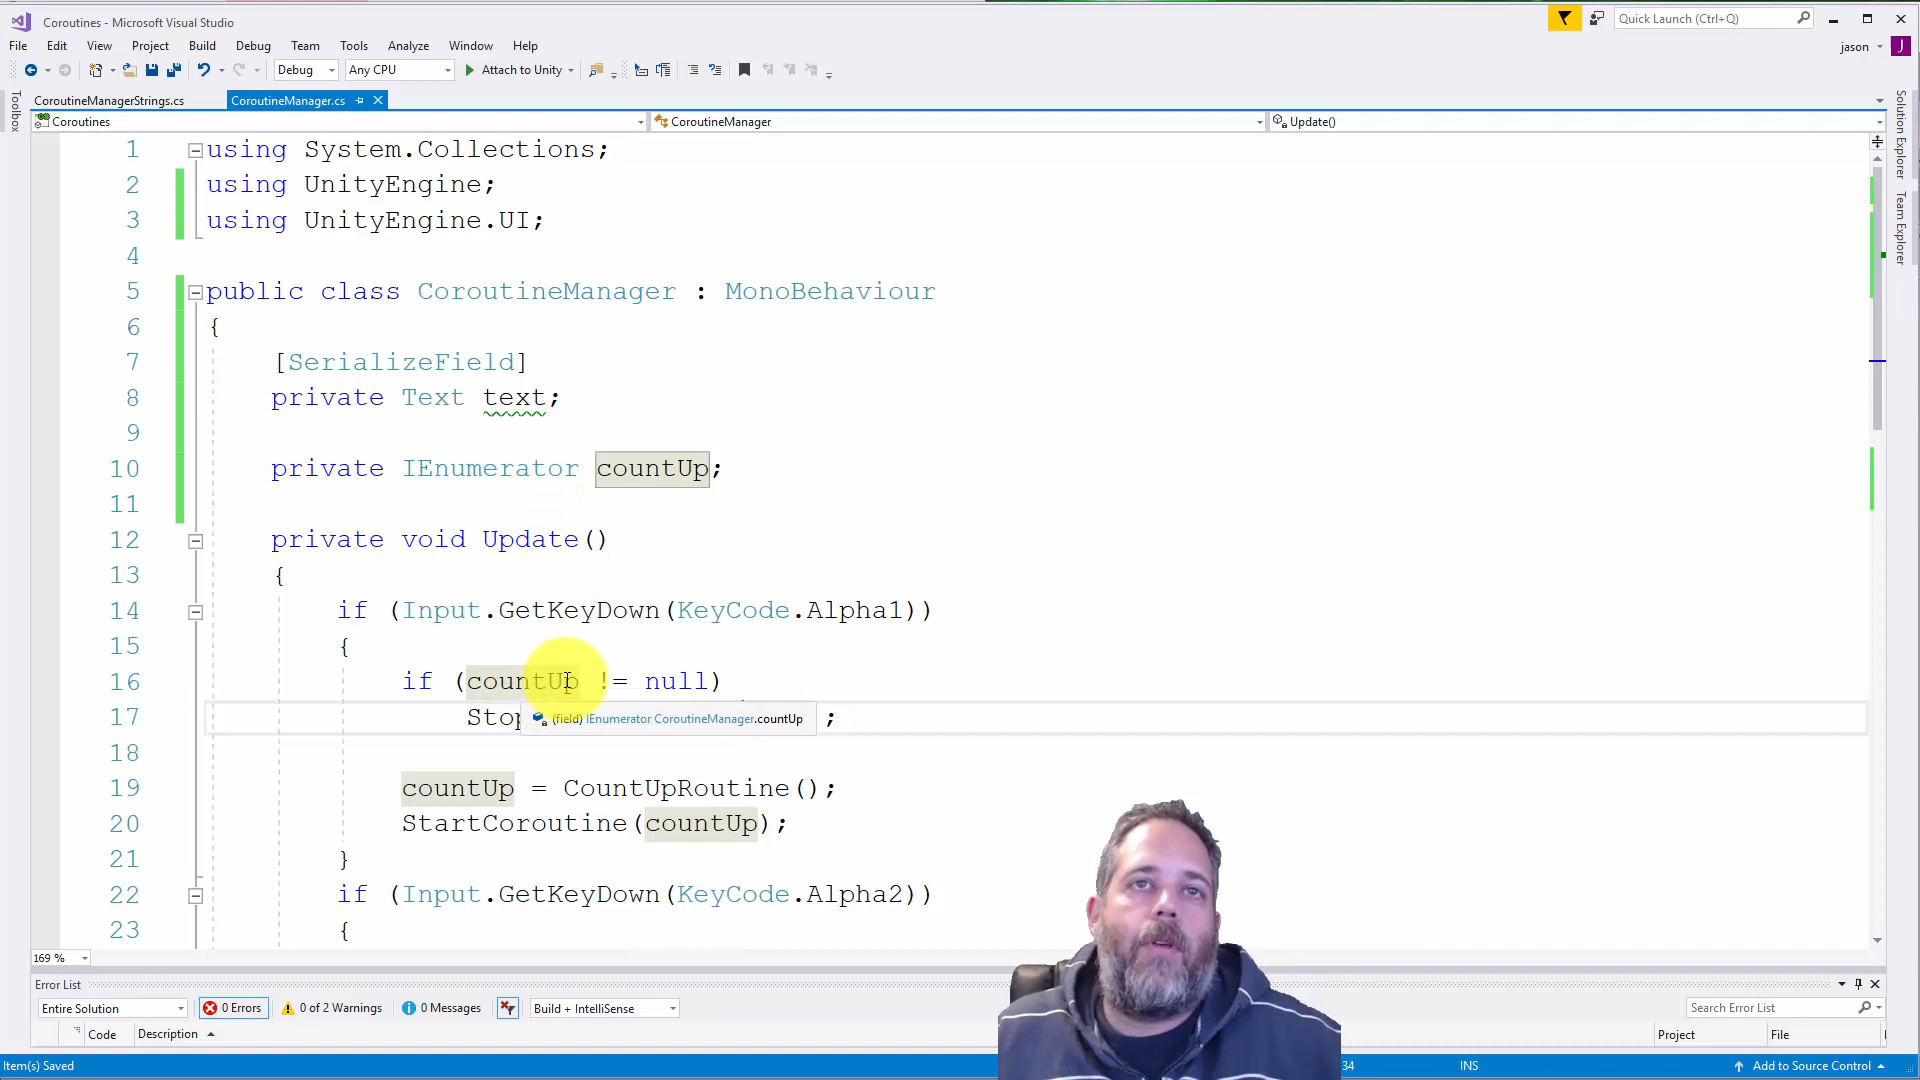 Coroutines - Microsoft Visual Studio
Quick Launch (Ctrl+Q)
File Edit View Project Build Debug Team Tools Analyze Window Help
jason J
Debug Any CPU Attach to Unity
CoroutineManagerStrings.cs CoroutineManager.cs
Coroutines CoroutineManager Update()
Toolbox
Solution Explorer
Team Explorer
1 using System.Collections;
2 using UnityEngine;
3 using UnityEngine.UI;
4
5 public class CoroutineManager : MonoBehaviour
6 {
7 [SerializeField]
8 private Text text;
9
10 private IEnumerator countUp;
11
12 private void Update()
13 {
14 if (Input.GetKeyDown(KeyCode.Alpha1))
15 {
16 if (countUp != null)
17 Stop ;
(field) IEnumerator CoroutineManager.countUp
18
19 countUp = CountUpRoutine();
20 StartCoroutine(countUp);
21 }
22 if (Input.GetKeyDown(KeyCode.Alpha2))
23 {
169 %
Error List
Entire Solution 0 Errors 0 of 2 Warnings 0 Messages Build + IntelliSense Search Error List
Code Description Project File
Item(s) Saved 34 INS Add to Source Control